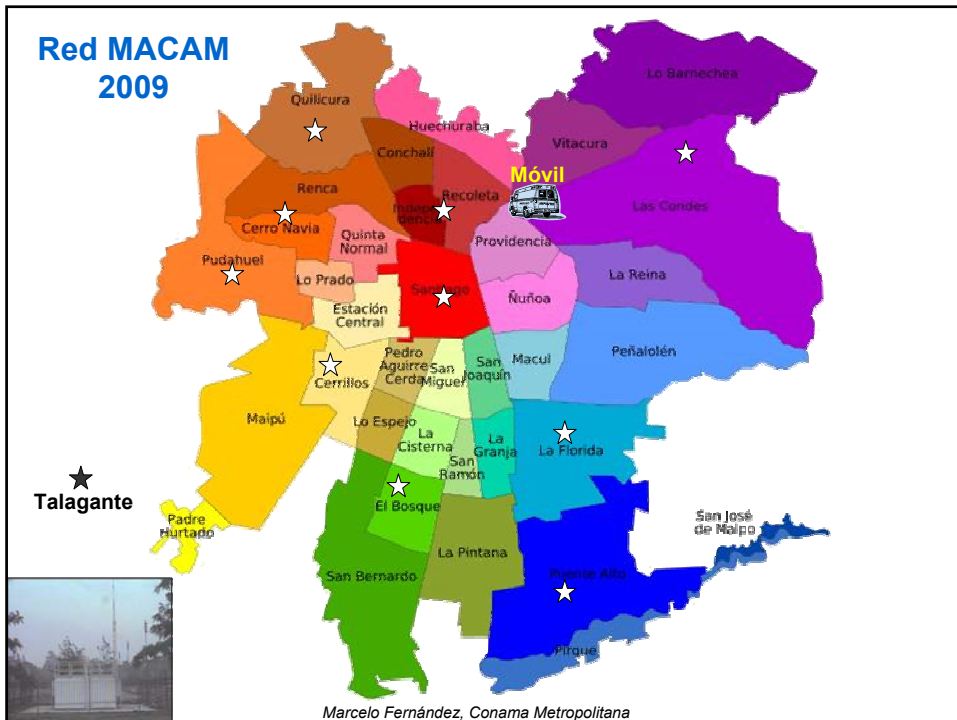 Red MACAM
2009
Lo Barnechea
Quilicura
Huechuraba
Vitacura
Conchalí
Móvil
Renca
Recoleta
Indepen
dencia
Las Condes
Cerro Navia
Quinta
Normal
Providencia
Pudahuel
Lo Prado
La Reina
Santiago
Ñuñoa
Estación
Central
Pedro
Aguirre
Cerda
San
Miguel
San
Joaquín
Macul
Peñalolén
Cerrillos
Maipú
Lo Espejo
La
Cisterna
San
Ramón
La
Granja
La Florida
Talagante
El Bosque
Padre
Hurtado
San José
de Maipo
La Pintana
San Bernardo
Puente Alto
Pirque
Marcelo Fernández, Conama Metropolitana